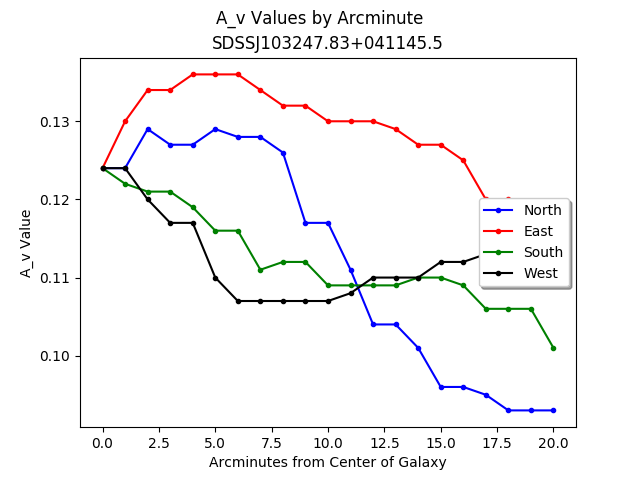 A_v Values by Arcminute
SDSSJ103247.83+041145.5
A_v Value
0.13
0.12
0.11
0.10
North
East
South
West
0.0 2.5 5.0 7.5 10.0 12.5 15.0 17.5 20.0
Arcminutes from Center of Galaxy